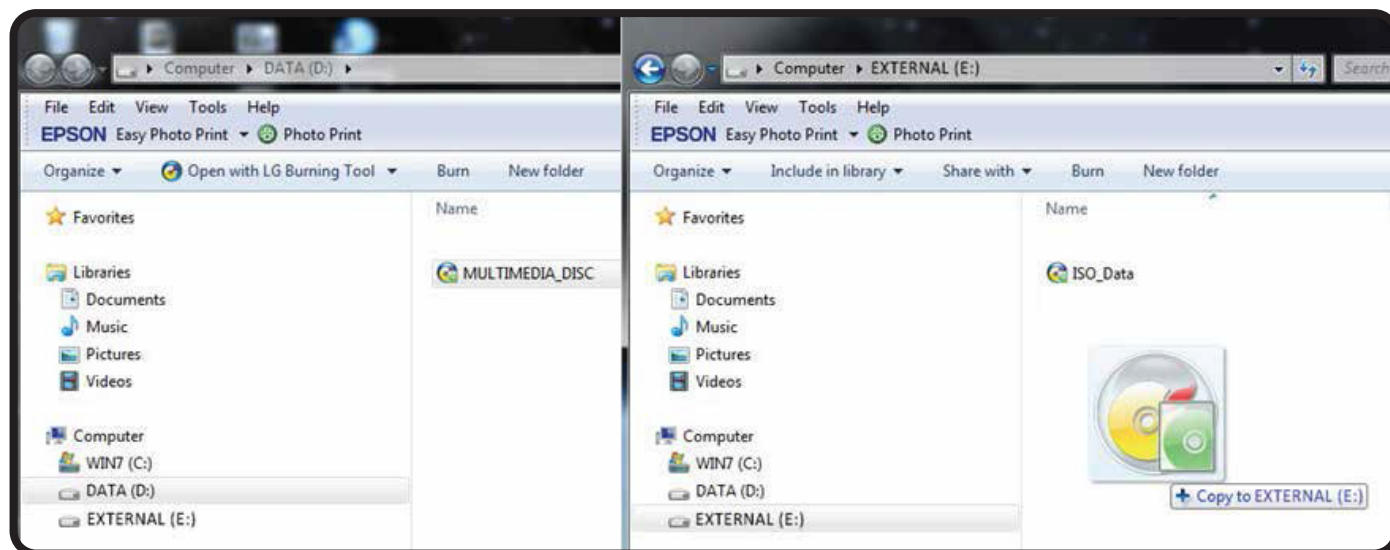 Computer ▸ DATA (D:) ▸
File Edit View Tools Help
EPSON Easy Photo Print Photo Print
Organize Open with LG Burning Tool Burn New folder
Favorites
Name
Libraries
MULTIMEDIA_DISC
Documents
Music
Pictures
Videos
Computer
WIN7 (C:)
DATA (D:)
EXTERNAL (E:)
Computer ▸ EXTERNAL (E:)
Search
File Edit View Tools Help
EPSON Easy Photo Print Photo Print
Organize Include in library Share with Burn New folder
Favorites
Name
Libraries
ISO_Data
Documents
Music
Pictures
Videos
Computer
WIN7 (C:)
DATA (D:)
Copy to EXTERNAL (E:)
EXTERNAL (E:)